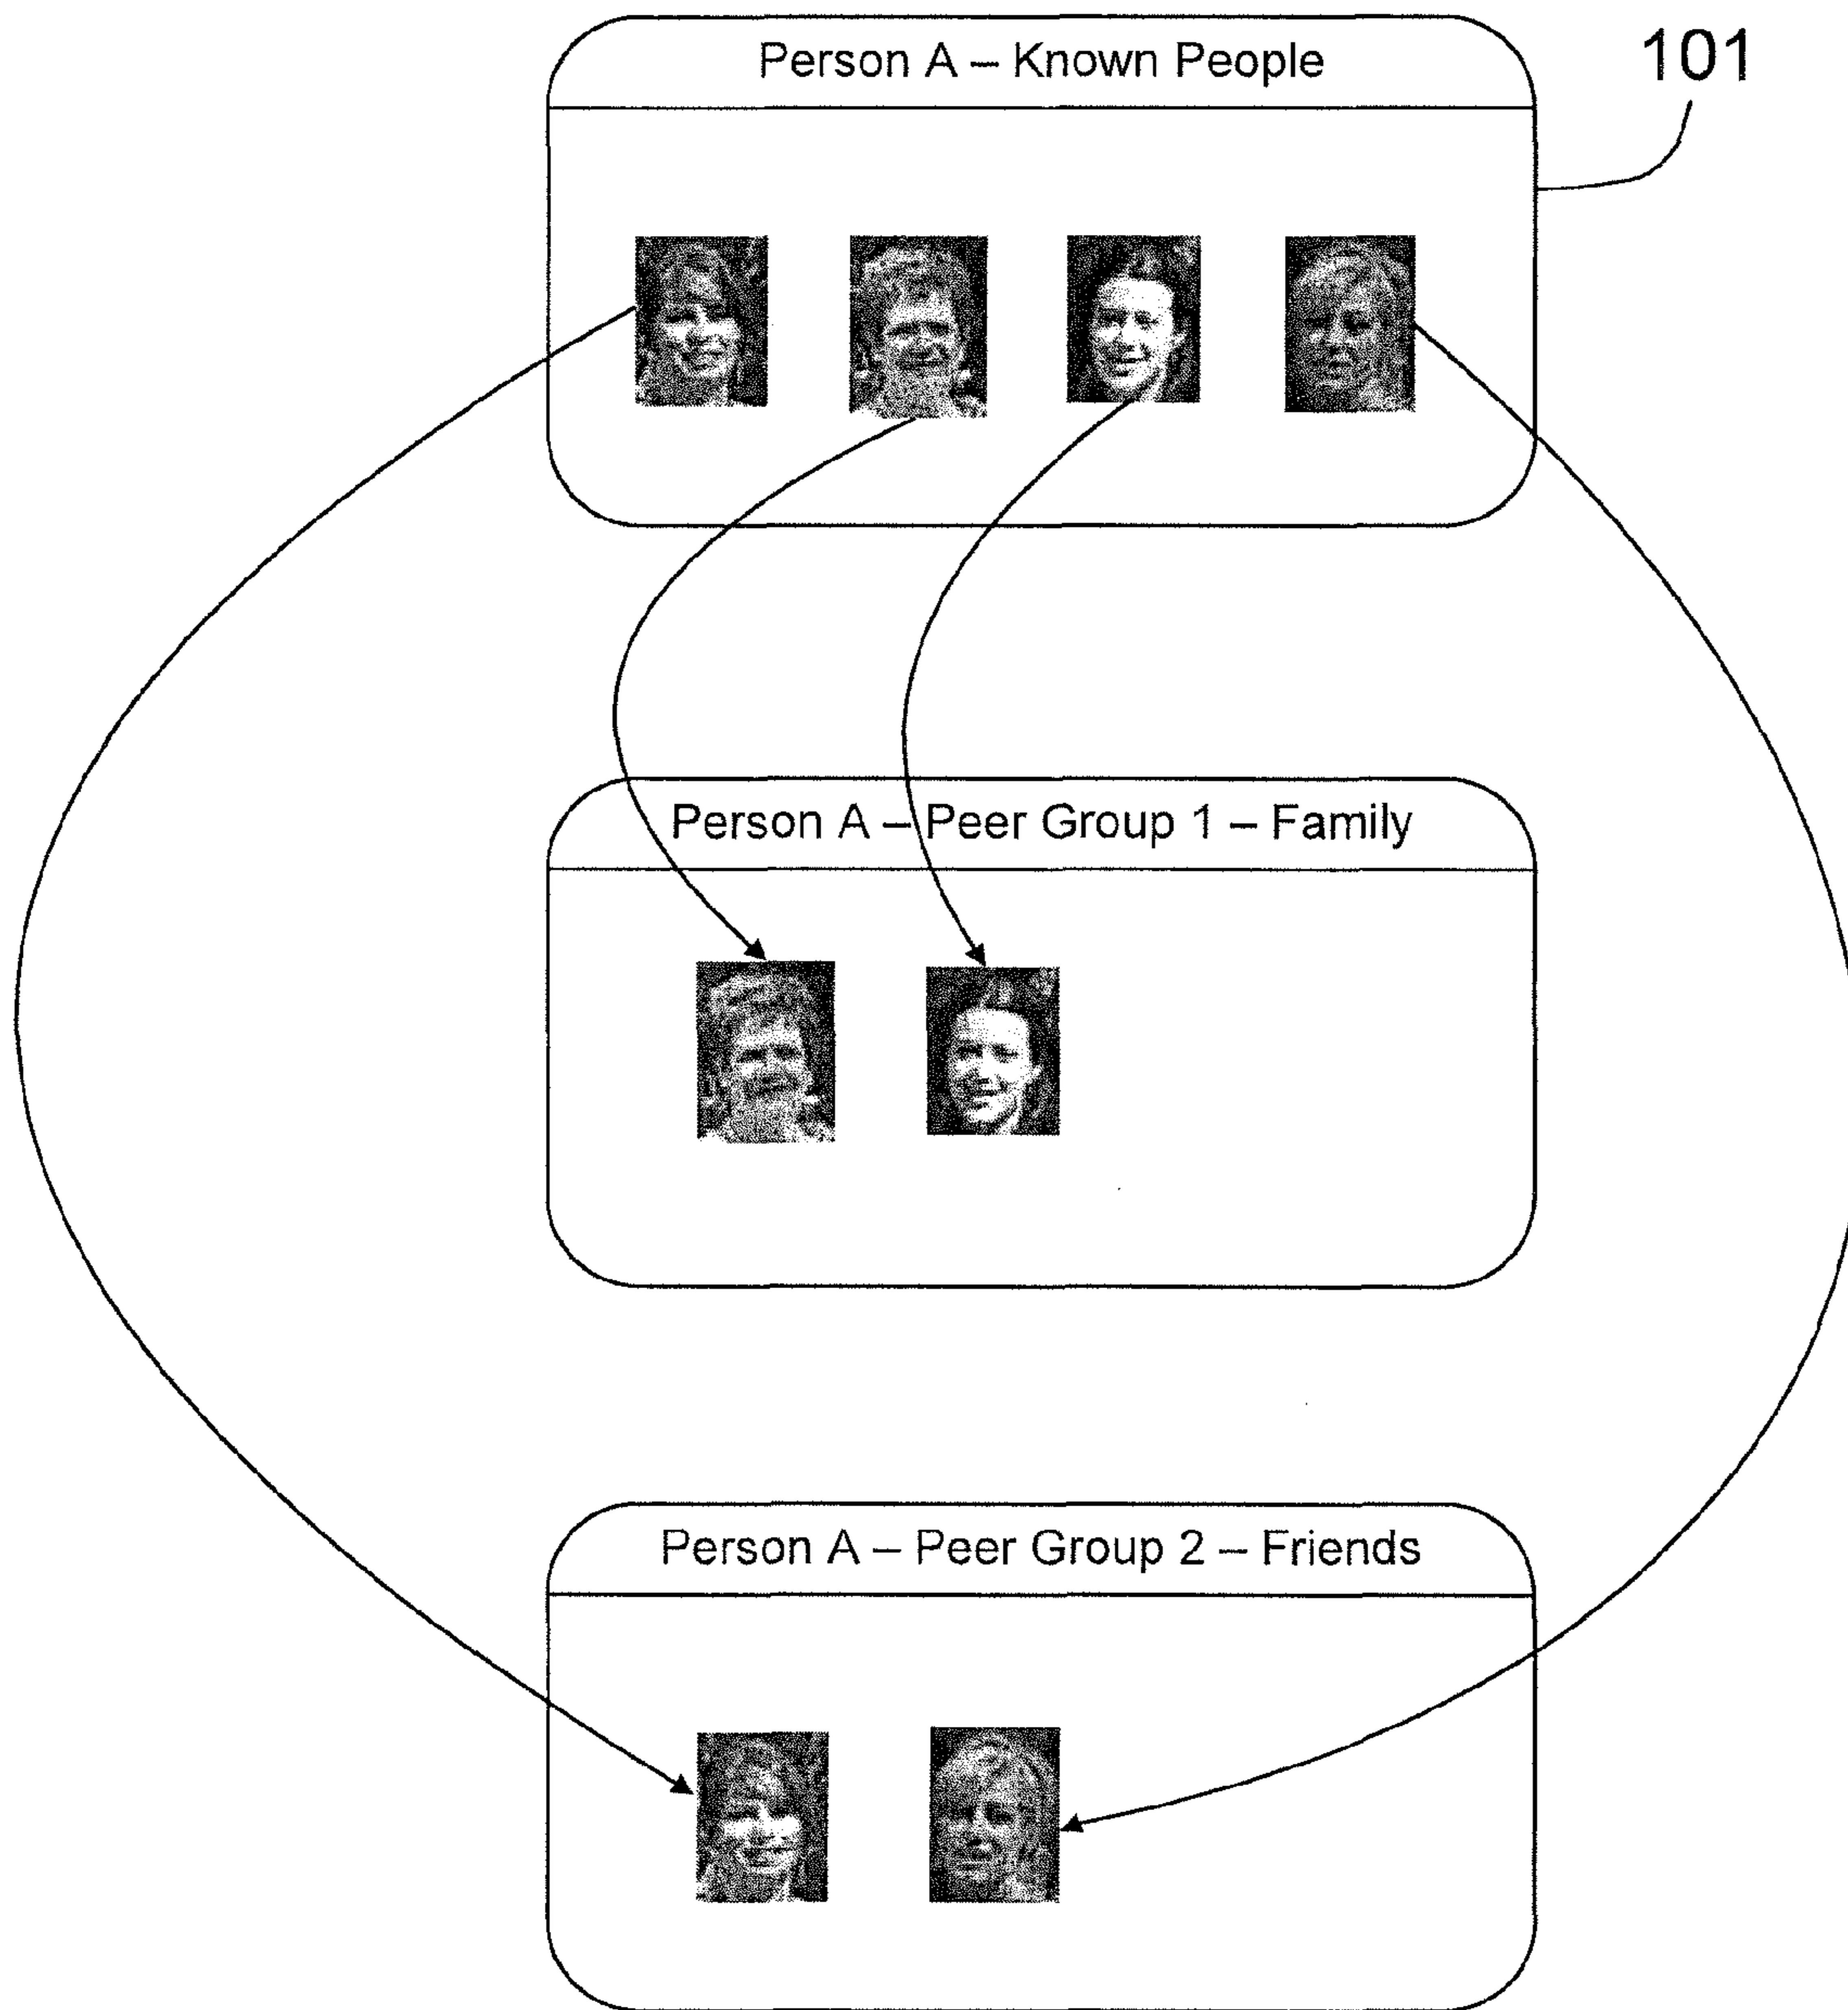 Person A – Known People
101
Person A – Peer Group 1 – Family
Person A – Peer Group 2 – Friends